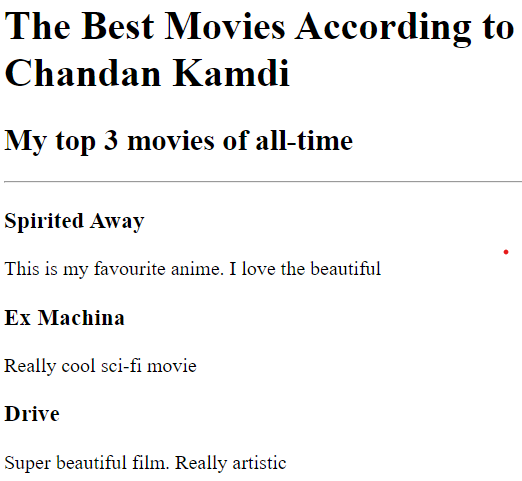 The Best Movies According to
Chandan Kamdi
My top 3 movies of all-time
Spirited Away
This is my favourite anime. I love the beautiful
Ex Machina
Really cool sci-fi movie
Drive
Super beautiful film. Really artistic